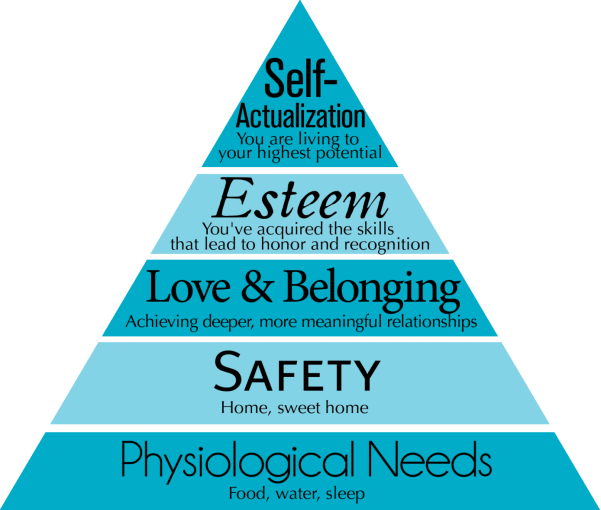 Self-
Actualization
You are living to
your highest potential
Esteem
You've acquired the skills
that lead to honor and recognition
Love & Belonging
Achieving deeper, more meaningful relationships
Safety
Home, sweet home
Physiological Needs
Food, water, sleep